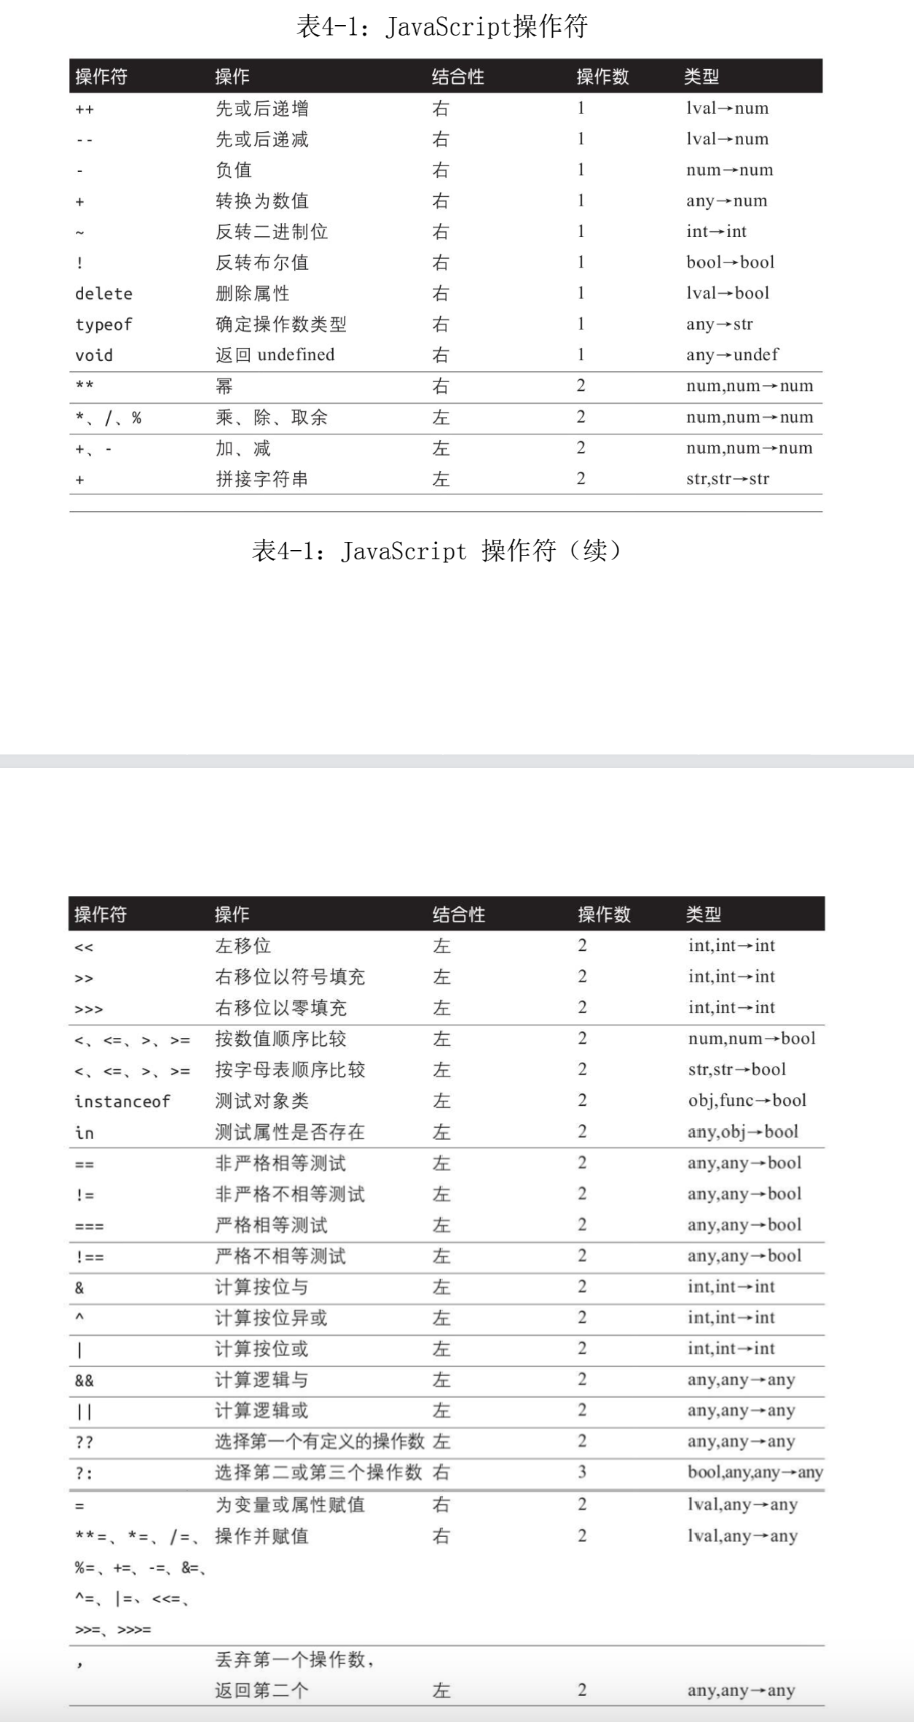 表4-1：JavaScript操作符
操作符 操作 结合性 操作数 类型
++ 先或后递增 右 1 lval→num
-- 先或后递减 右 1 lval→num
- 负值 右 1 num→num
+ 转换为数值 右 1 any→num
~ 反转二进制位 右 1 int→int
! 反转布尔值 右 1 bool→bool
delete 删除属性 右 1 lval→bool
typeof 确定操作数类型 右 1 any→str
void 返回 undefined 右 1 any→undef
** 幂 右 2 num,num→num
*、/、% 乘、除、取余 左 2 num,num→num
+、- 加、减 左 2 num,num→num
+ 拼接字符串 左 2 str,str→str
表4-1：JavaScript 操作符（续）
操作符 操作 结合性 操作数 类型
<< 左移位 左 2 int,int→int
>> 右移位以符号填充 左 2 int,int→int
>>> 右移位以零填充 左 2 int,int→int
<、<=、>、>= 按数值顺序比较 左 2 num,num→bool
<、<=、>、>= 按字母表顺序比较 左 2 str,str→bool
instanceof 测试对象类 左 2 obj,func→bool
in 测试属性是否存在 左 2 any,obj→bool
== 非严格相等测试 左 2 any,any→bool
!= 非严格不相等测试 左 2 any,any→bool
=== 严格相等测试 左 2 any,any→bool
!== 严格不相等测试 左 2 any,any→bool
& 计算按位与 左 2 int,int→int
^ 计算按位异或 左 2 int,int→int
| 计算按位或 左 2 int,int→int
&& 计算逻辑与 左 2 any,any→any
|| 计算逻辑或 左 2 any,any→any
?? 选择第一个有定义的操作数 左 2 any,any→any
?: 选择第二或第三个操作数 右 3 bool,any,any→any
= 为变量或属性赋值 右 2 lval,any→any
**=、*=、/=、 操作并赋值 右 2 lval,any→any
%=、+=、-=、&=、
^=、|=、<<=、
>>=、>>>=
, 丢弃第一个操作数，
返回第二个 左 2 any,any→any